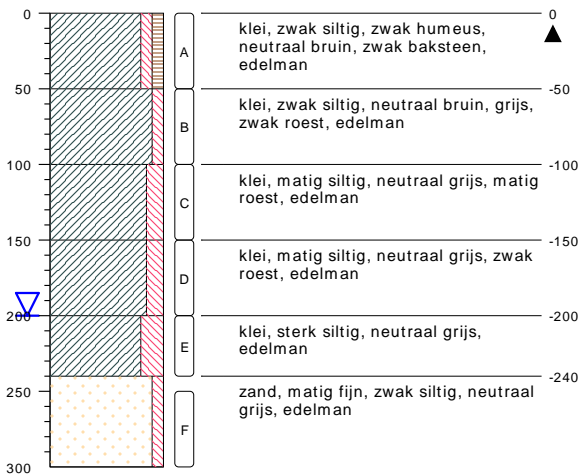 0
50
100
150
200
250
300
A
B
C
D
E
F
klei, zwak siltig, zwak humeus,
neutraal bruin, zwak baksteen,
edelman
klei, zwak siltig, neutraal bruin, grijs,
zwak roest, edelman
klei, matig siltig, neutraal grijs, matig
roest, edelman
klei, matig siltig, neutraal grijs, zwak
roest, edelman
klei, sterk siltig, neutraal grijs,
edelman
zand, matig fijn, zwak siltig, neutraal
grijs, edelman
0
-50
-100
-150
-200
-240